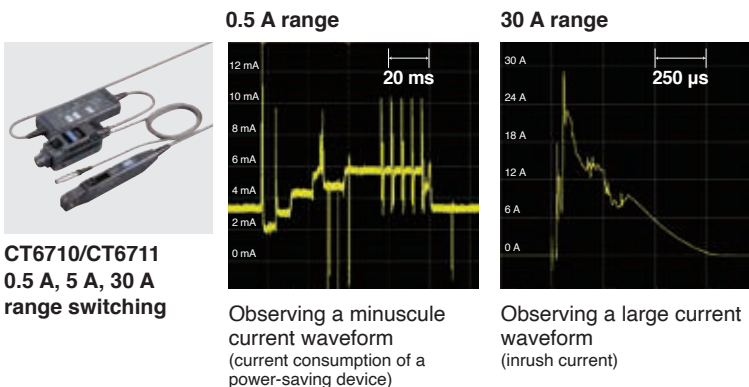 0.5 A range
30 A range
12 mA
10 mA
8 mA
6 mA
4 mA
2 mA
0 mA
20 ms
30 A
24 A
18 A
12 A
6 A
0 A
250 µs
CT6710/CT6711
0.5 A, 5 A, 30 A
range switching
Observing a minuscule
current waveform
(current consumption of a
power-saving device)
Observing a large current
waveform
(inrush current)